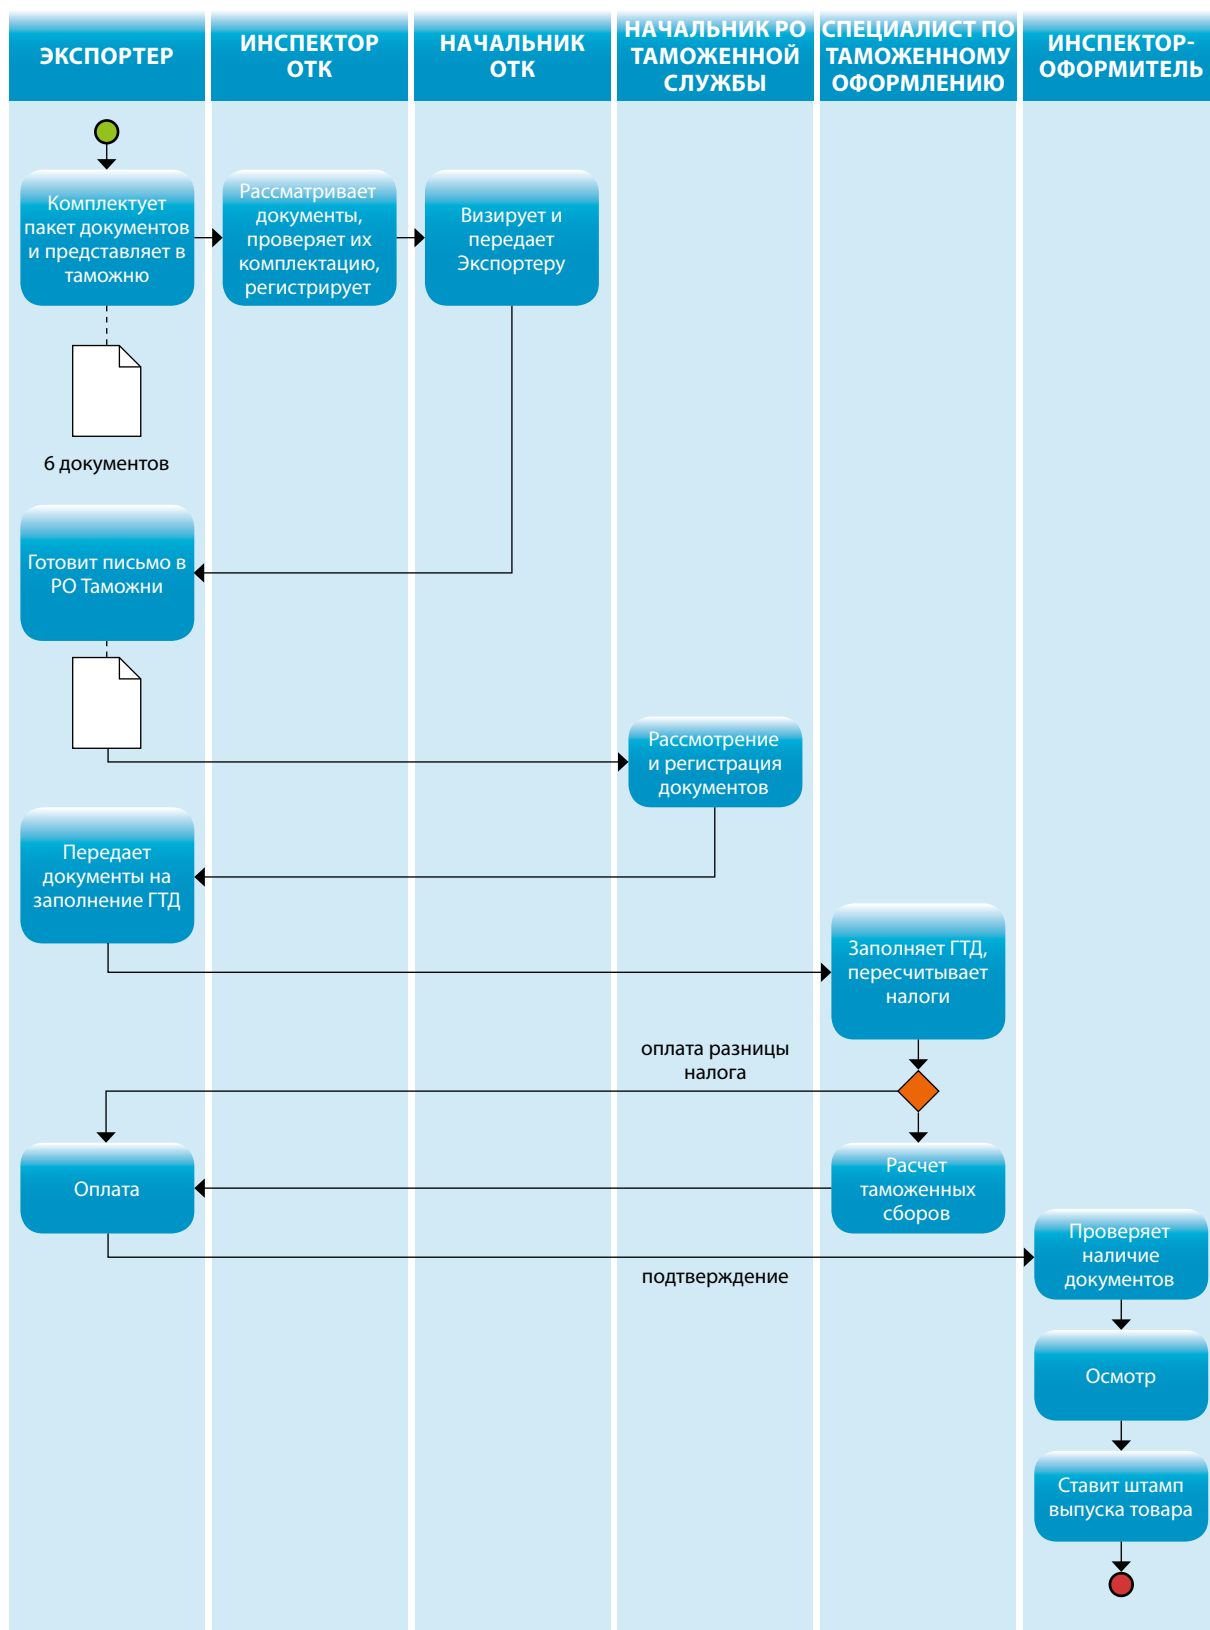 ЭКСПОРТЕР
ИНСПЕКТОР
ОТК
НАЧАЛЬНИК
ОТК
НАЧАЛЬНИК РО
ТАМОЖЕННОЙ
СЛУЖБЫ
СПЕЦИАЛИСТ ПО
ТАМОЖЕННОМУ
ОФОРМЛЕНИЮ
ИНСПЕКТОР-
ОФОРМИТЕЛЬ
Комплектует
пакет документов
и представляет в
таможню
Рассматривает
документы,
проверяет их
комплектацию,
регистрирует
Визирует и
передает
Экспортеру
6 документов
Готовит письмо в
РО Таможни
Рассмотрение
и регистрация
документов
Передает
документы на
заполнение ГТД
Заполняет ГТД,
пересчитывает
налоги
оплата разницы
налога
Оплата
Расчет
таможенных
сборов
подтверждение
Проверяет
наличие
документов
Осмотр
Ставит штамп
выпуска товара